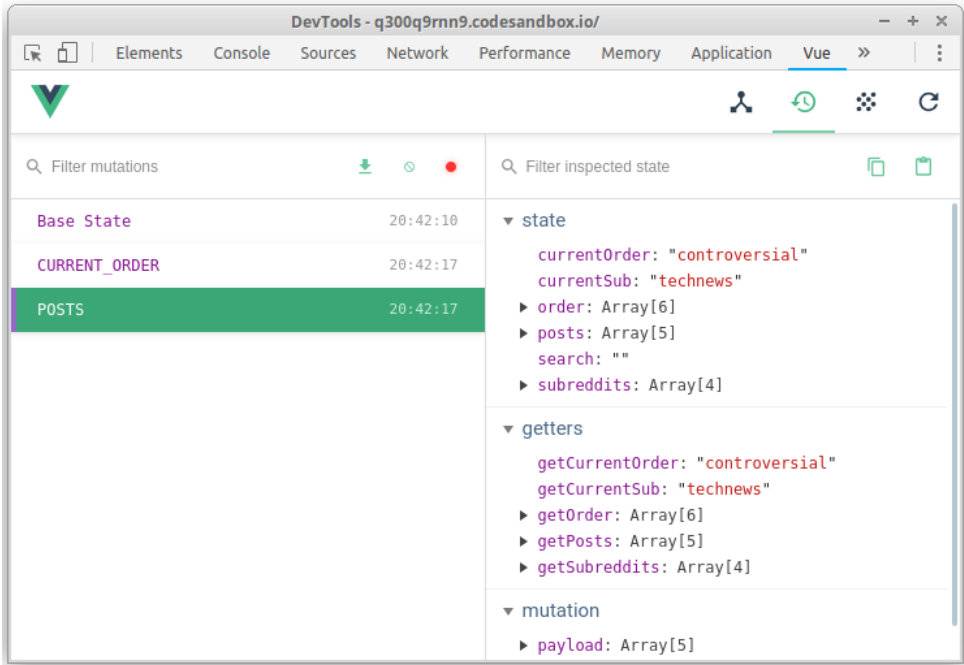 DevTools - q300q9rnn9.codesandbox.io/
Elements Console Sources Network Performance Memory Application Vue »
Filter mutations
Base State 20:42:10
CURRENT_ORDER 20:42:17
POSTS 20:42:17
Filter inspected state
state
currentOrder: "controversial"
currentSub: "technews"
order: Array[6]
posts: Array[5]
search: ""
subreddits: Array[4]
getters
getCurrentOrder: "controversial"
getCurrentSub: "technews"
getOrder: Array[6]
getPosts: Array[5]
getSubreddits: Array[4]
mutation
payload: Array[5]